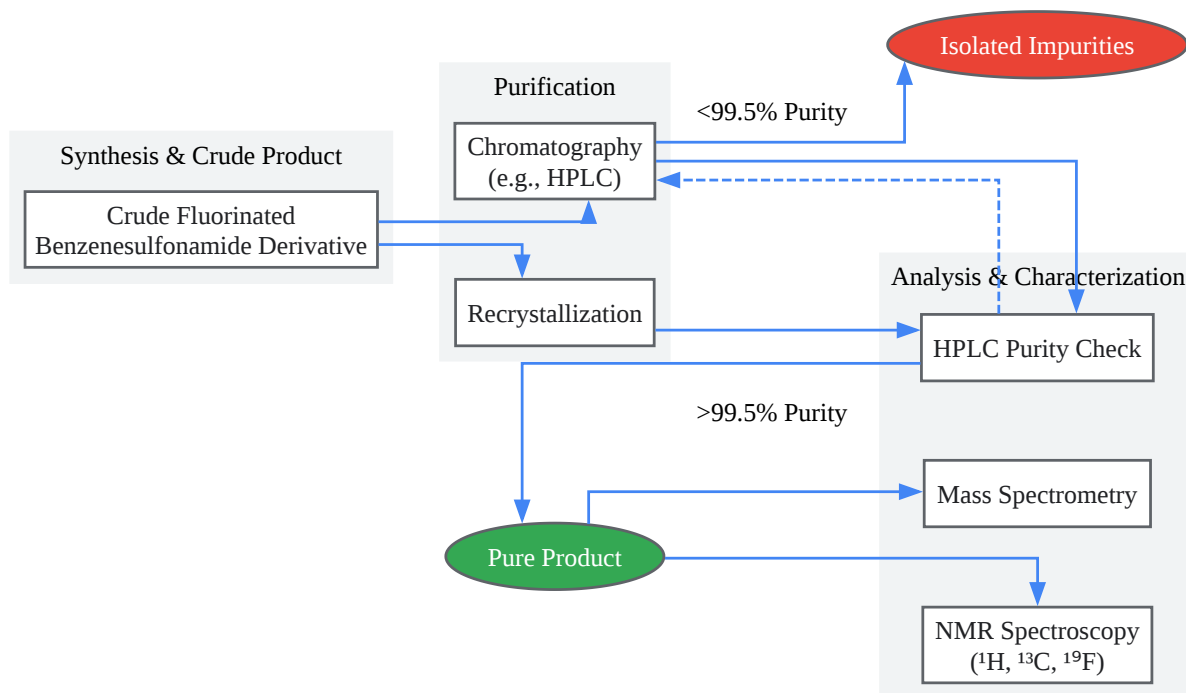 Isolated Impurities
Purification
<99.5% Purity
Chromatography
(e.g., HPLC)
Synthesis & Crude Product
Crude Fluorinated
Benzenesulfonamide Derivative
Recrystallization
Analysis & Characterization
HPLC Purity Check
>99.5% Purity
Mass Spectrometry
Pure Product
NMR Spectroscopy
(¹H, ¹³C, ¹⁹F)